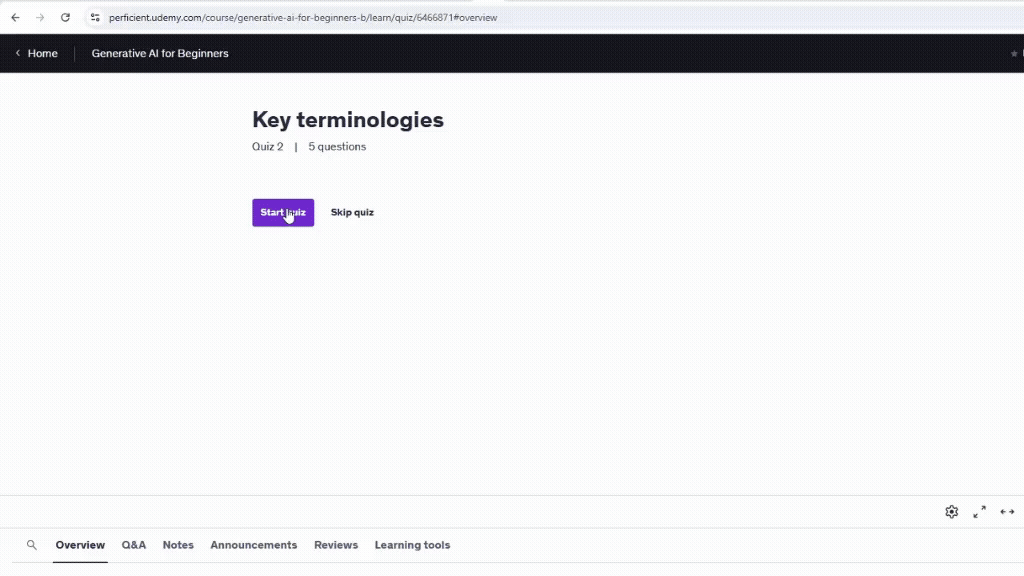 perficient.udemy.com/course/generative-ai-for-beginners-b/learn/quiz/6466871#overview
Home Generative AI for Beginners
Key terminologies
Quiz 2 | 5 questions
Start quiz Skip quiz
Overview Q&A Notes Announcements Reviews Learning tools